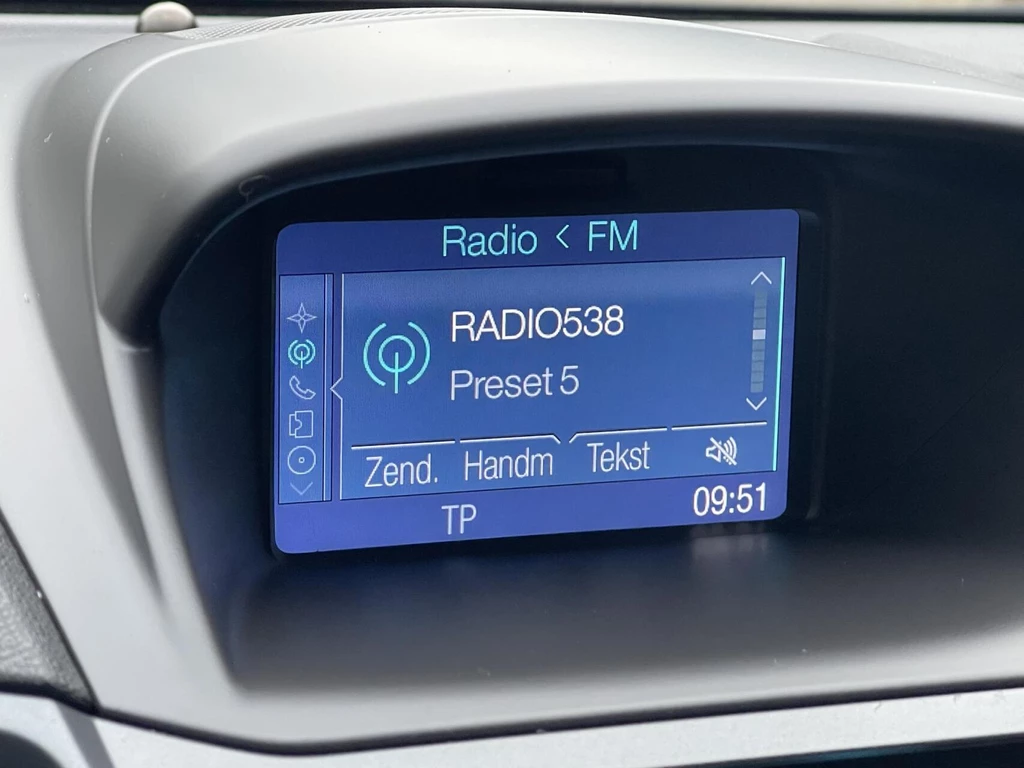 Radio < FM
RADIO538
Preset 5
Zend. Handm Tekst
TP 09:51